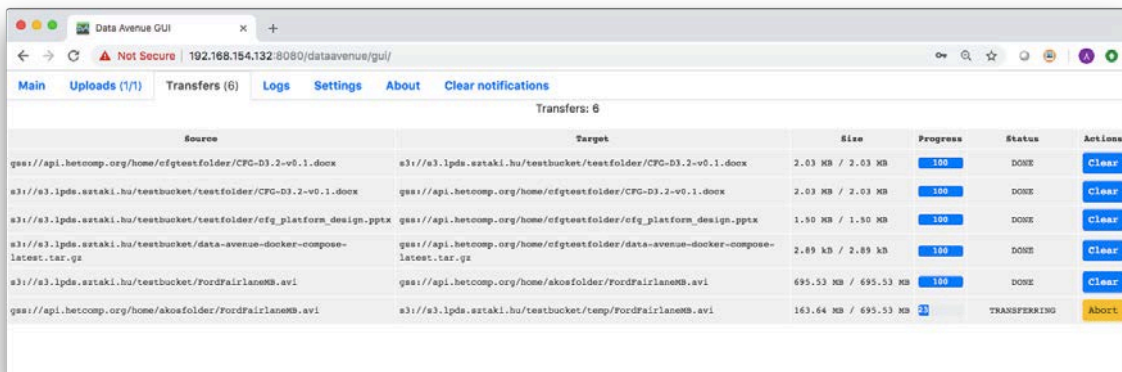 Data Avenue GUI
Not Secure | 192.168.154.132:8080/dataavenue/gui/
Main Uploads (1/1) Transfers (6) Logs Settings About Clear notifications
Transfers: 6
Source Target Size Progress Status Actions
gss://api.hetcomp.org/home/cfgtestfolder/CFG-D3.2-v0.1.docx s3://s3.lpds.sztaki.hu/testbucket/testfolder/CFG-D3.2-v0.1.docx 2.03 MB / 2.03 MB 100 DONE Clear
s3://s3.lpds.sztaki.hu/testbucket/testfolder/CFG-D3.2-v0.1.docx gss://api.hetcomp.org/home/cfgtestfolder/CFG-D3.2-v0.1.docx 2.03 MB / 2.03 MB 100 DONE Clear
s3://s3.lpds.sztaki.hu/testbucket/testfolder/cfg_platform_design.pptx gss://api.hetcomp.org/home/cfgtestfolder/cfg_platform_design.pptx 1.50 MB / 1.50 MB 100 DONE Clear
s3://s3.lpds.sztaki.hu/testbucket/data-avenue-docker-compose- gss://api.hetcomp.org/home/cfgtestfolder/data-avenue-docker-compose- 2.89 kB / 2.89 kB 100 DONE Clear
latest.tar.gz latest.tar.gz
s3://s3.lpds.sztaki.hu/testbucket/FordFairlaneMB.avi gss://api.hetcomp.org/home/akosfolder/FordFairlaneMB.avi 695.53 MB / 695.53 MB 100 DONE Clear
gss://api.hetcomp.org/home/akosfolder/FordFairlaneMB.avi s3://s3.lpds.sztaki.hu/testbucket/temp/FordFairlaneMB.avi 163.64 MB / 695.53 MB 23 TRANSFERRING Abort